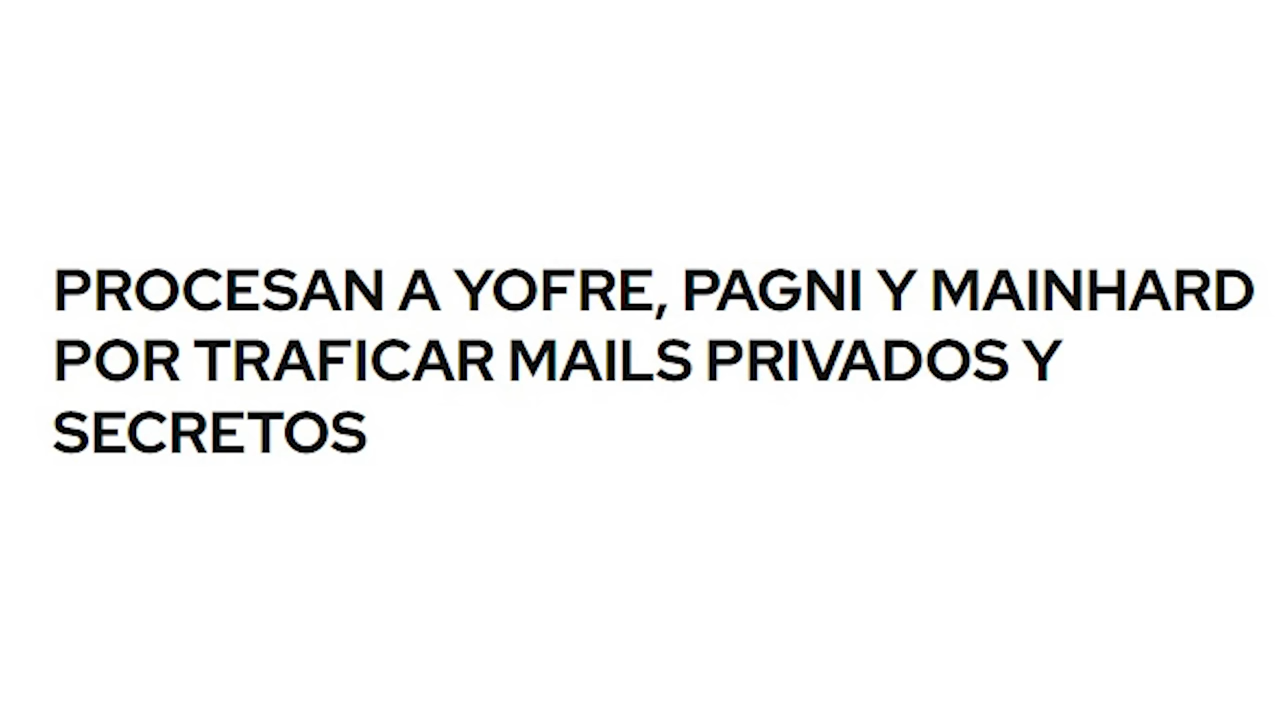 PROCESAN A YOFRE, PAGNI Y MAINHARD
POR TRAFICAR MAILS PRIVADOS Y
SECRETOS